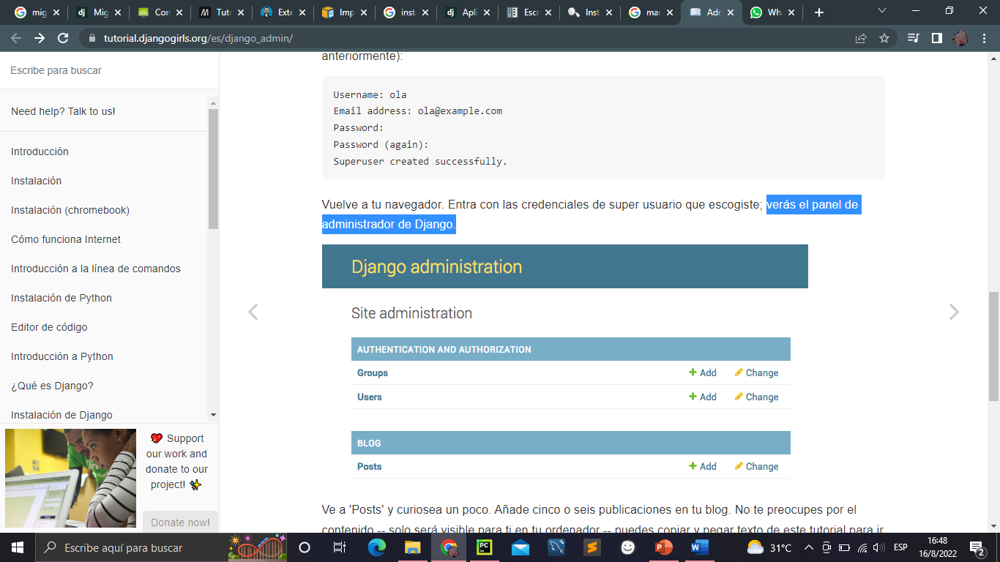 mig
Mig
Con
Tuto
Exte
Imp
inst
Apli
Escr
Inst
mar
Adr
Wha
tutorial.djangogirls.org/es/django_admin/
Escribe para buscar
Need help? Talk to us!
Introducción
Instalación
Instalación (chromebook)
Cómo funciona Internet
Introducción a la línea de comandos
Instalación de Python
Editor de código
Introducción a Python
¿Qué es Django?
Instalación de Django
💖 Support
our work and
donate to our
project! ✨
Donate now!
anteriormente):
Username: ola
Email address: ola@example.com
Password:
Password (again):
Superuser created successfully.
Vuelve a tu navegador. Entra con las credenciales de super usuario que escogiste; verás el panel de
administrador de Django.
Django administration
Site administration
AUTHENTICATION AND AUTHORIZATION
Groups + Add Change
Users + Add Change
BLOG
Posts + Add Change
Ve a 'Posts' y curiosea un poco. Añade cinco o seis publicaciones en tu blog. No te preocupes por el
contenido -- solo será visible para ti en tu ordenador -- puedes copiar y pegar texto de este tutorial para ir
Escribe aquí para buscar
31°C
ESP
16:48
16/8/2022
2